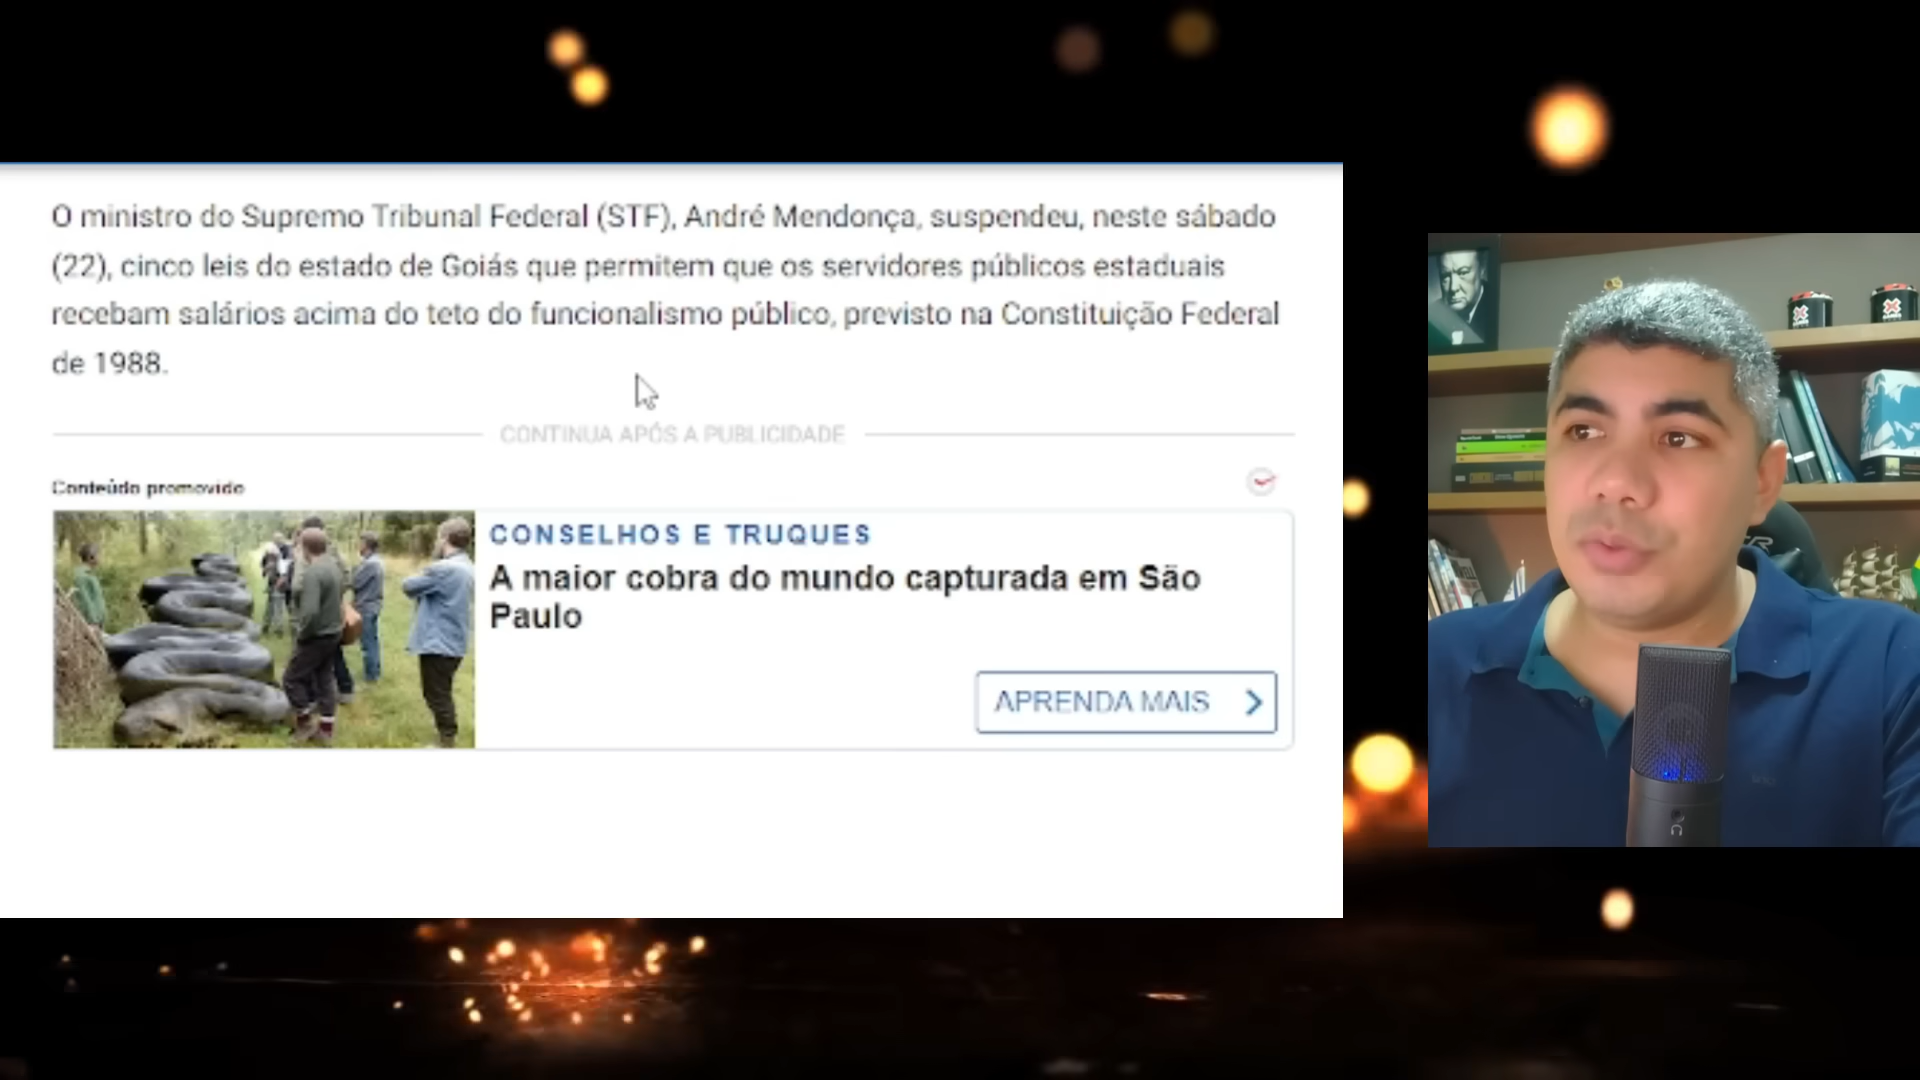 O ministro do Supremo Tribunal Federal (STF), André Mendonça, suspendeu, neste sábado
(22), cinco leis do estado de Goiás que permitem que os servidores públicos estaduais
recebam salários acima do teto do funcionalismo público, previsto na Constituição Federal
de 1988.
CONTINUA APÓS A PUBLICIDADE
Conteúdo promovido
CONSELHOS E TRUQUES
A maior cobra do mundo capturada em São
Paulo
APRENDA MAIS